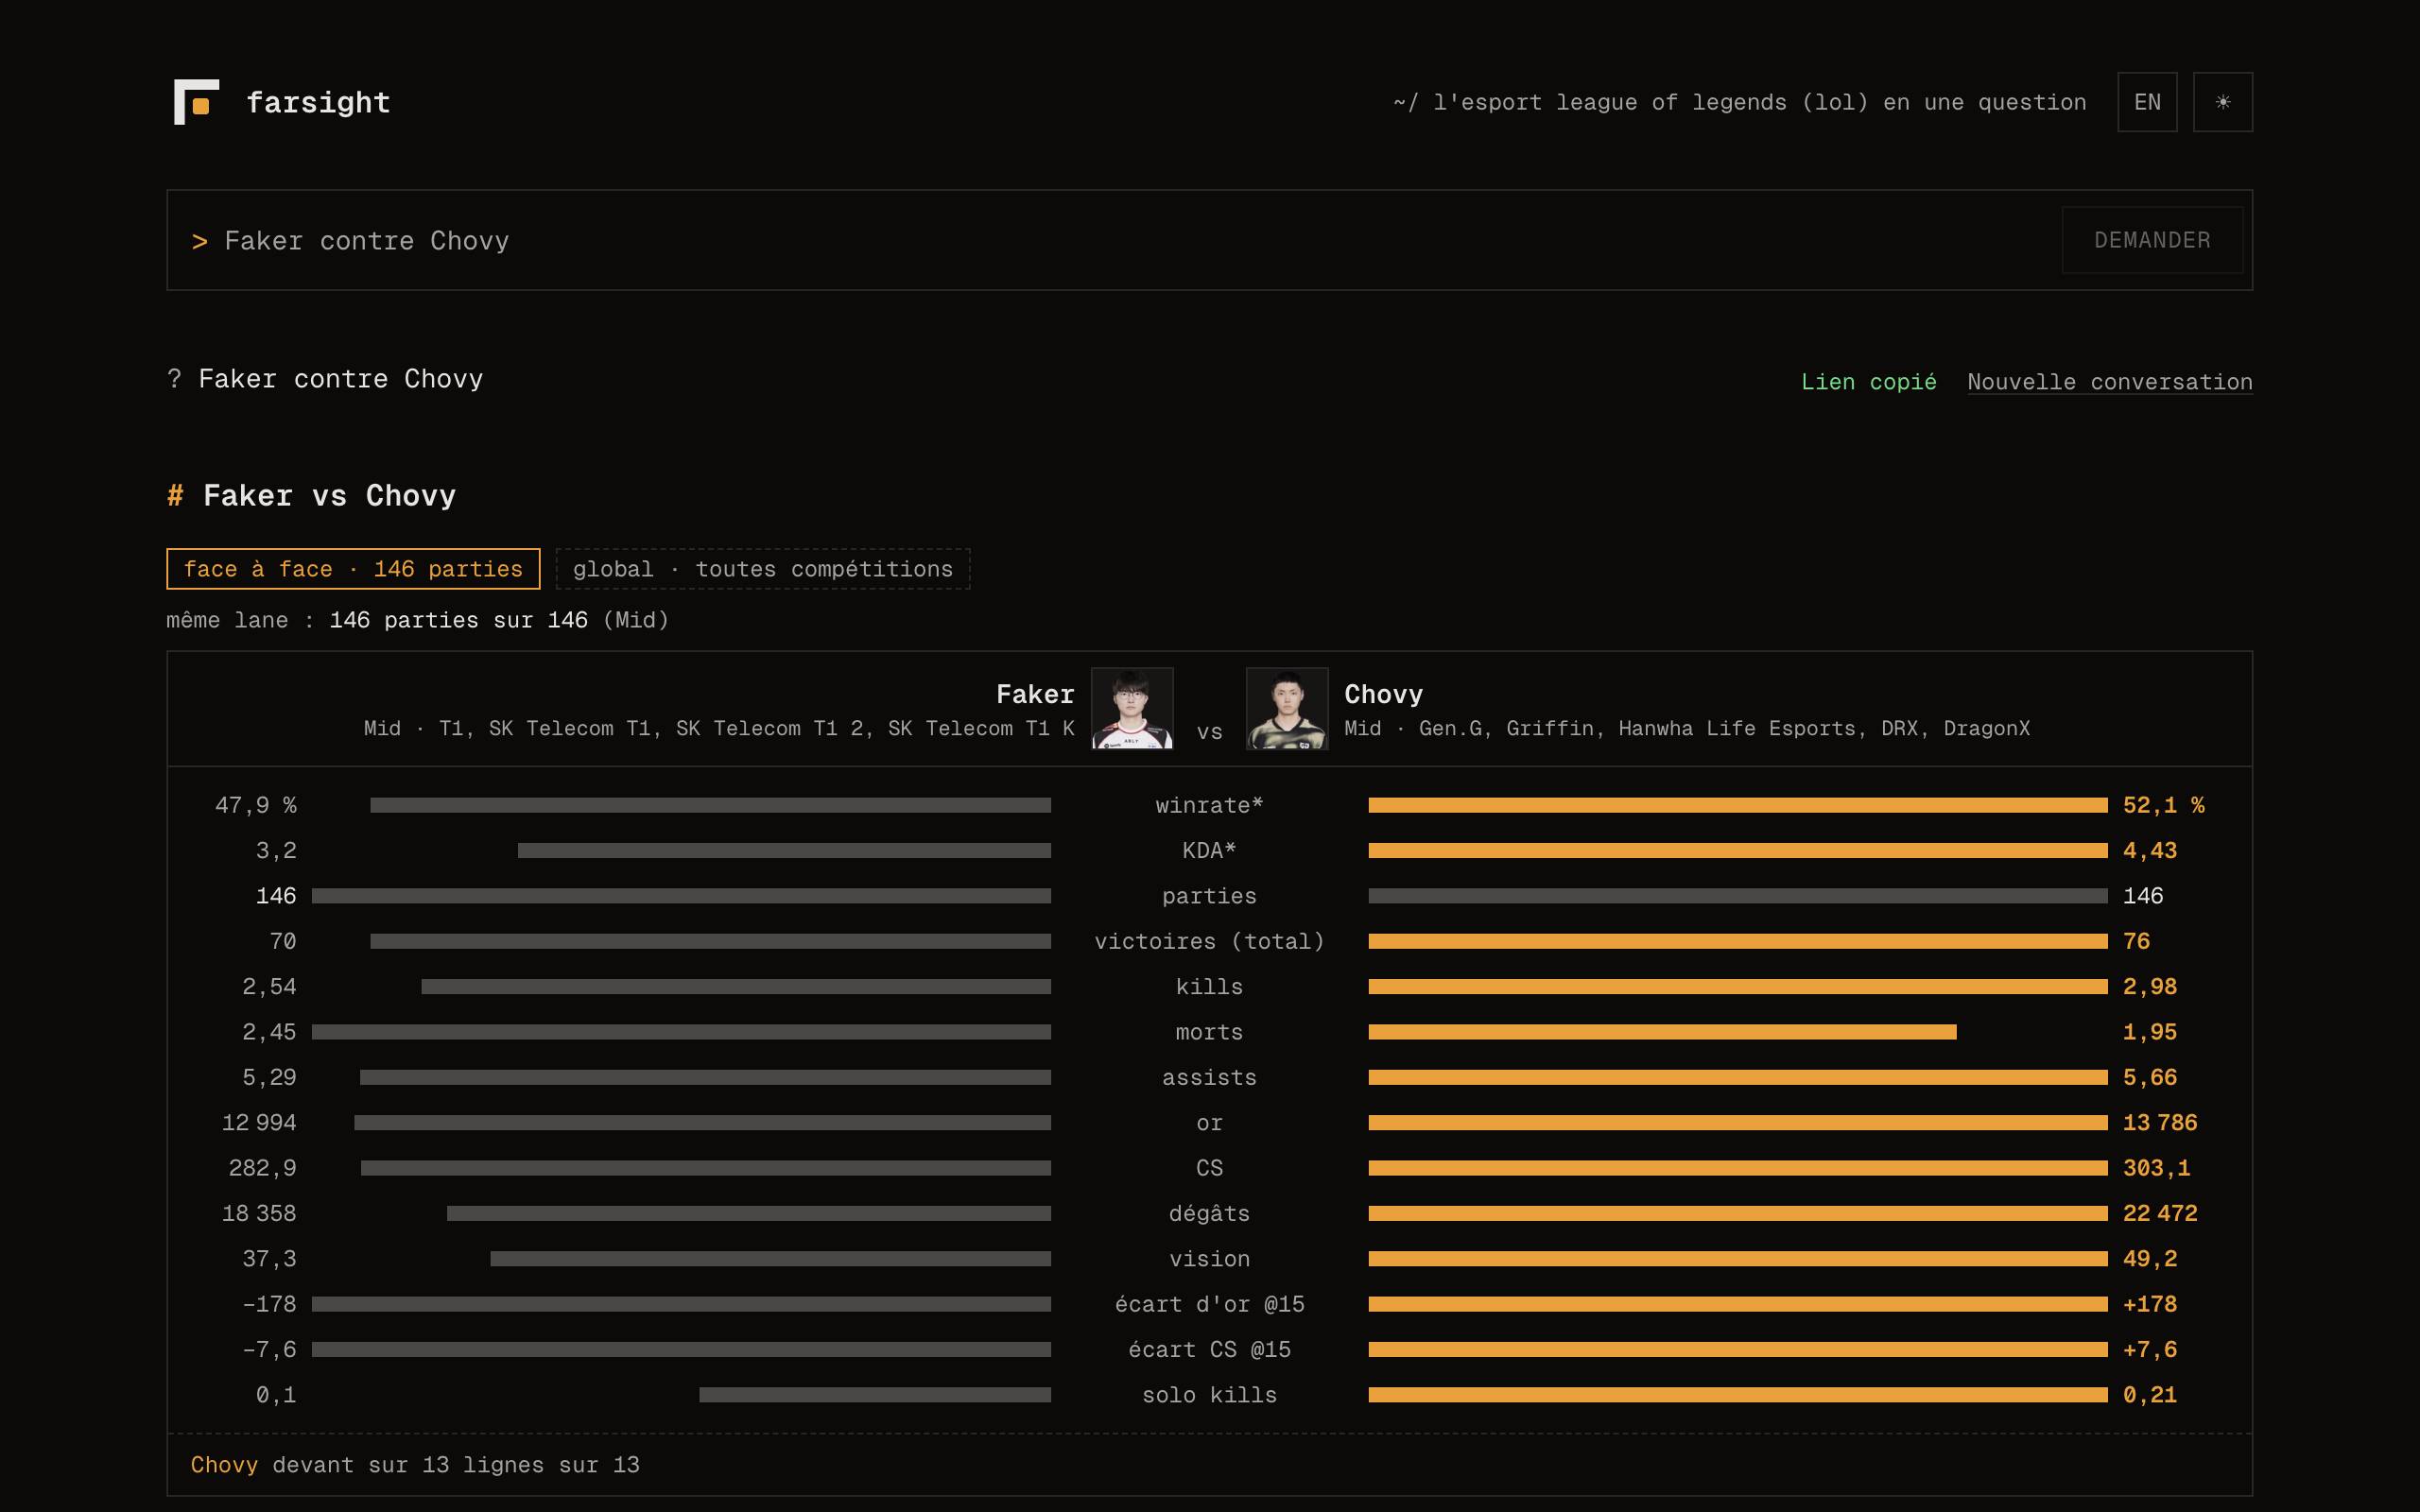 farsight
~/ l'esport league of legends (lol) en une question
EN
> Faker contre Chovy
DEMANDER
? Faker contre Chovy
Lien copié
Nouvelle conversation
# Faker vs Chovy
face à face · 146 parties
global · toutes compétitions
même lane : 146 parties sur 146 (Mid)
Faker
Mid · T1, SK Telecom T1, SK Telecom T1 2, SK Telecom T1 K
vs
Chovy
Mid · Gen.G, Griffin, Hanwha Life Esports, DRX, DragonX
47,9 % winrate* 52,1 %
3,2 KDA* 4,43
146 parties 146
70 victoires (total) 76
2,54 kills 2,98
2,45 morts 1,95
5,29 assists 5,66
12 994 or 13 786
282,9 CS 303,1
18 358 dégâts 22 472
37,3 vision 49,2
−178 écart d'or @15 +178
−7,6 écart CS @15 +7,6
0,1 solo kills 0,21
Chovy devant sur 13 lignes sur 13